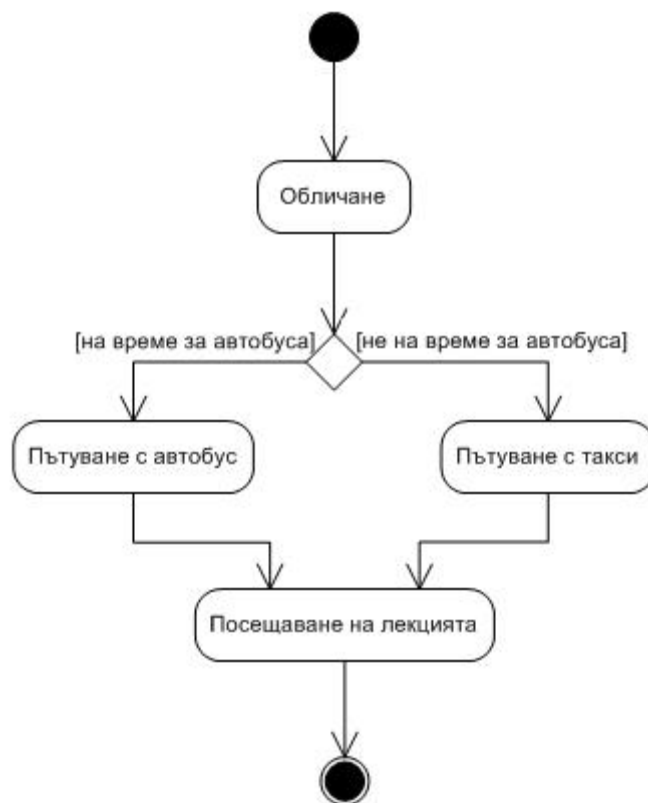 Обличане
[на време за автобуса]
[не на време за автобуса]
Пътуване с автобус
Пътуване с такси
Посещаване на лекцията